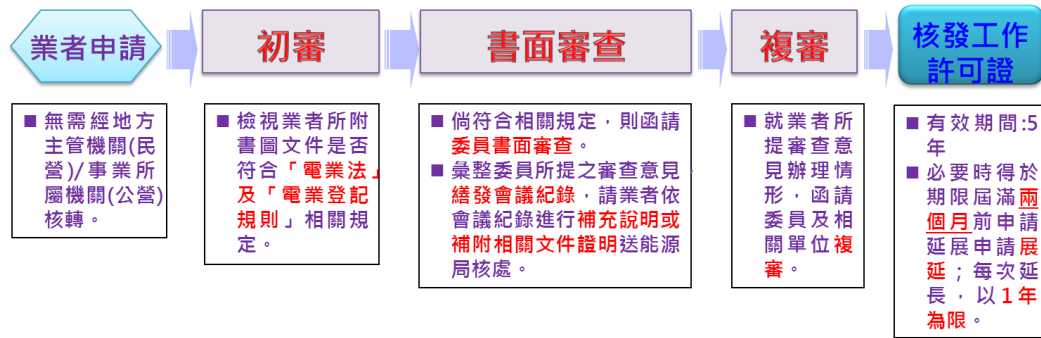 業者申請
初審
書面審查
複審
核發工作
許可證
■ 無需經地方
主管機關(民
營)/事業所
屬機關(公營)
核轉。
■ 檢視業者所附
書圖文件是否
符合「電業法」
及「電業登記
規則」相關規
定。
■ 倘符合相關規定，則函請
委員書面審查。
■ 彙整委員所提之審查意見
繕發會議紀錄，請業者依
會議紀錄進行補充說明或
補附相關文件證明送能源
局核處。
■ 就業者所
提審查意
見辦理情
形，函請
委員及相
關單位複
審。
■ 有效期間:5
年
■ 必要時得於
期限屆滿兩
個月前申請
延展申請展
延；每次延
長，以1年
為限。